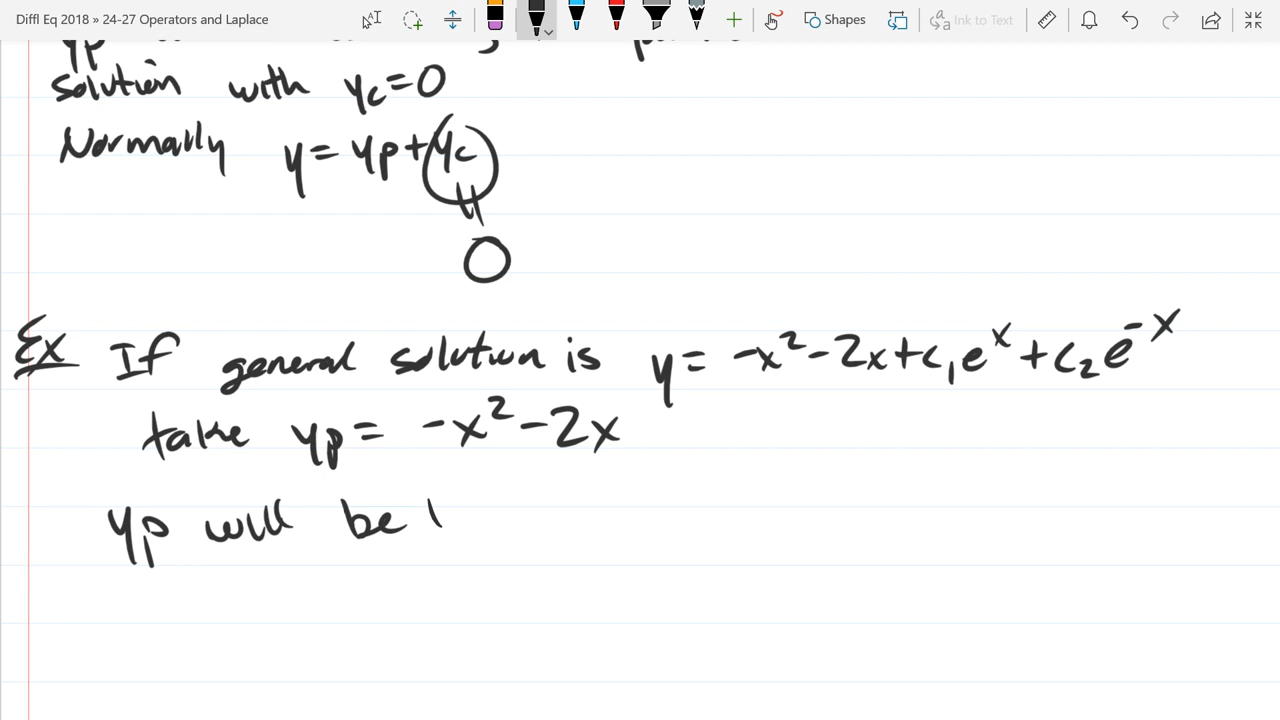 Diffl Eq 2018 » 24-27 Operators and Laplace
Shapes
Ink to Text
yp
solution with yc=0
Normally y = yp + yc
0
Ex If general solution is y = -x² - 2x + c₁eˣ + c₂e⁻ˣ
take yp = -x² - 2x
yp will be